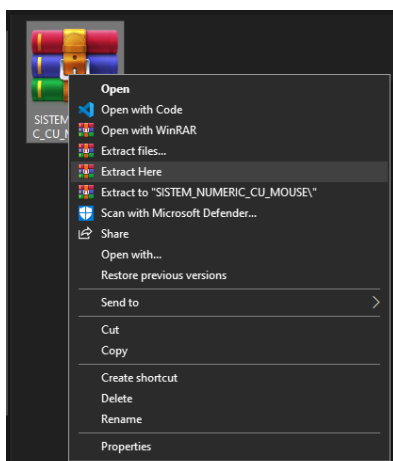 SISTEM
C_CU_
Open
Open with Code
Open with WinRAR
Extract files...
Extract Here
Extract to "SISTEM_NUMERIC_CU_MOUSE\"
Scan with Microsoft Defender...
Share
Open with...
Restore previous versions
Send to
Cut
Copy
Create shortcut
Delete
Rename
Properties